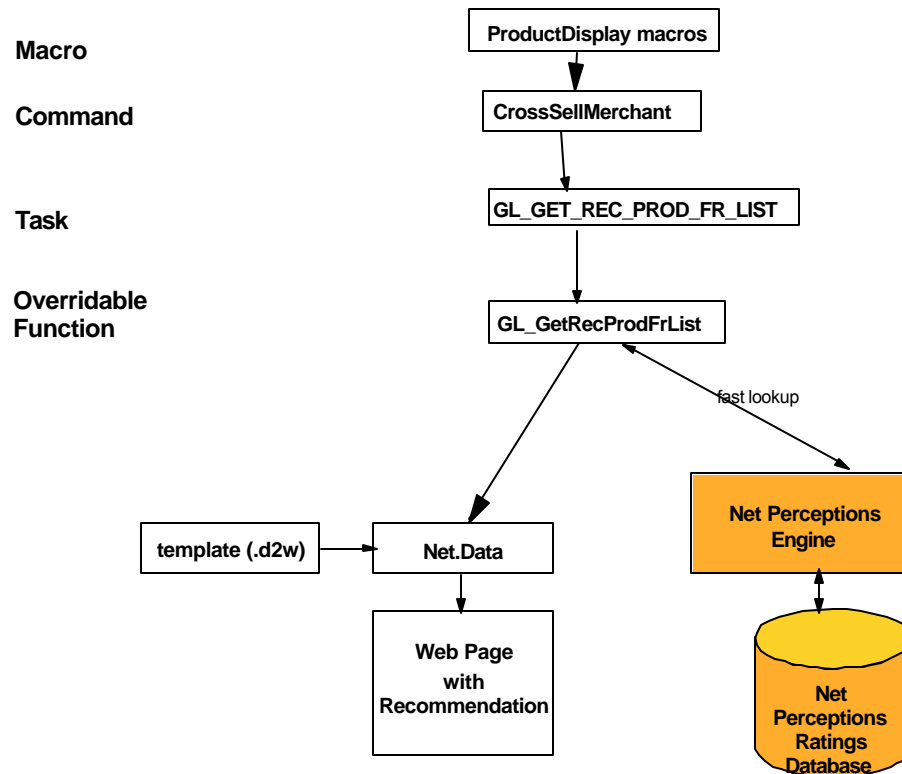 Macro
ProductDisplay macros
Command
CrossSellMerchant
Task
GL_GET_REC_PROD_FR_LIST
Overridable
Function
GL_GetRecProdFrList
fast lookup
template (.d2w)
Net.Data
Net Perceptions
Engine
Web Page
with
Recommendation
Net
Perceptions
Ratings
Database